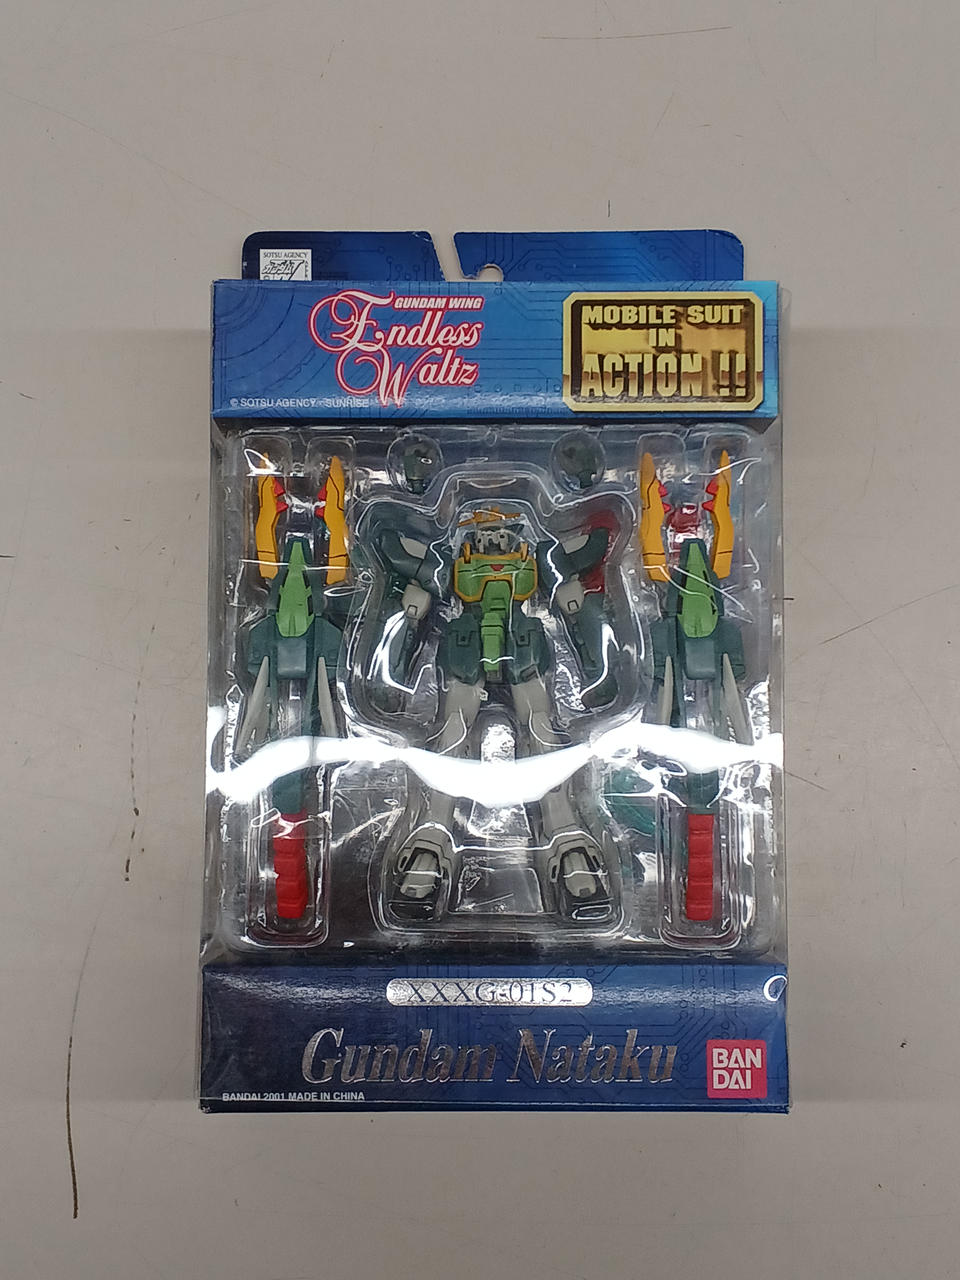 SOTSU AGENCY
GUNDAM WING
Endless
Waltz
MOBILE SUIT
IN
ACTION !!
© SOTSU AGENCY · SUNRISE
XXXG-01S2
Gundam Nataku
BAN
DAI
BANDAI 2001 MADE IN CHINA